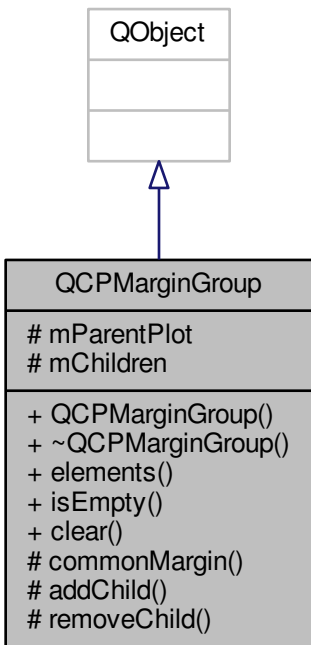 QObject
QCPMarginGroup
# mParentPlot
# mChildren
+ QCPMarginGroup()
+ ~QCPMarginGroup()
+ elements()
+ isEmpty()
+ clear()
# commonMargin()
# addChild()
# removeChild()